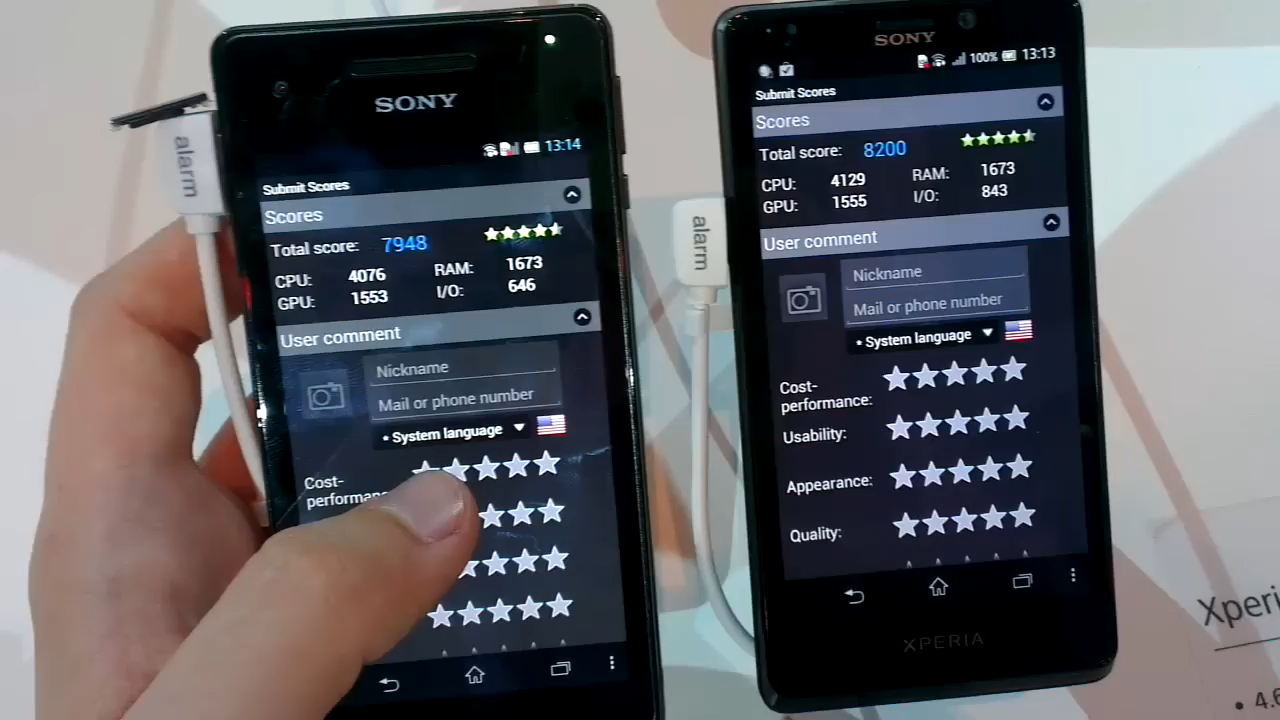 alarm
SONY
13:14
Submit Scores
Scores
Total score: 7948
CPU: 4076 RAM: 1673
GPU: 1553 I/O: 646
User comment
Nickname
Mail or phone number
* System language
Cost-
performance
alarm
SONY
100% 13:13
Submit Scores
Scores
Total score: 8200
CPU: 4129 RAM: 1673
GPU: 1555 I/O: 843
User comment
Nickname
Mail or phone number
* System language
Cost-
performance:
Usability:
Appearance:
Quality:
XPERIA
Xperi
• 4.6